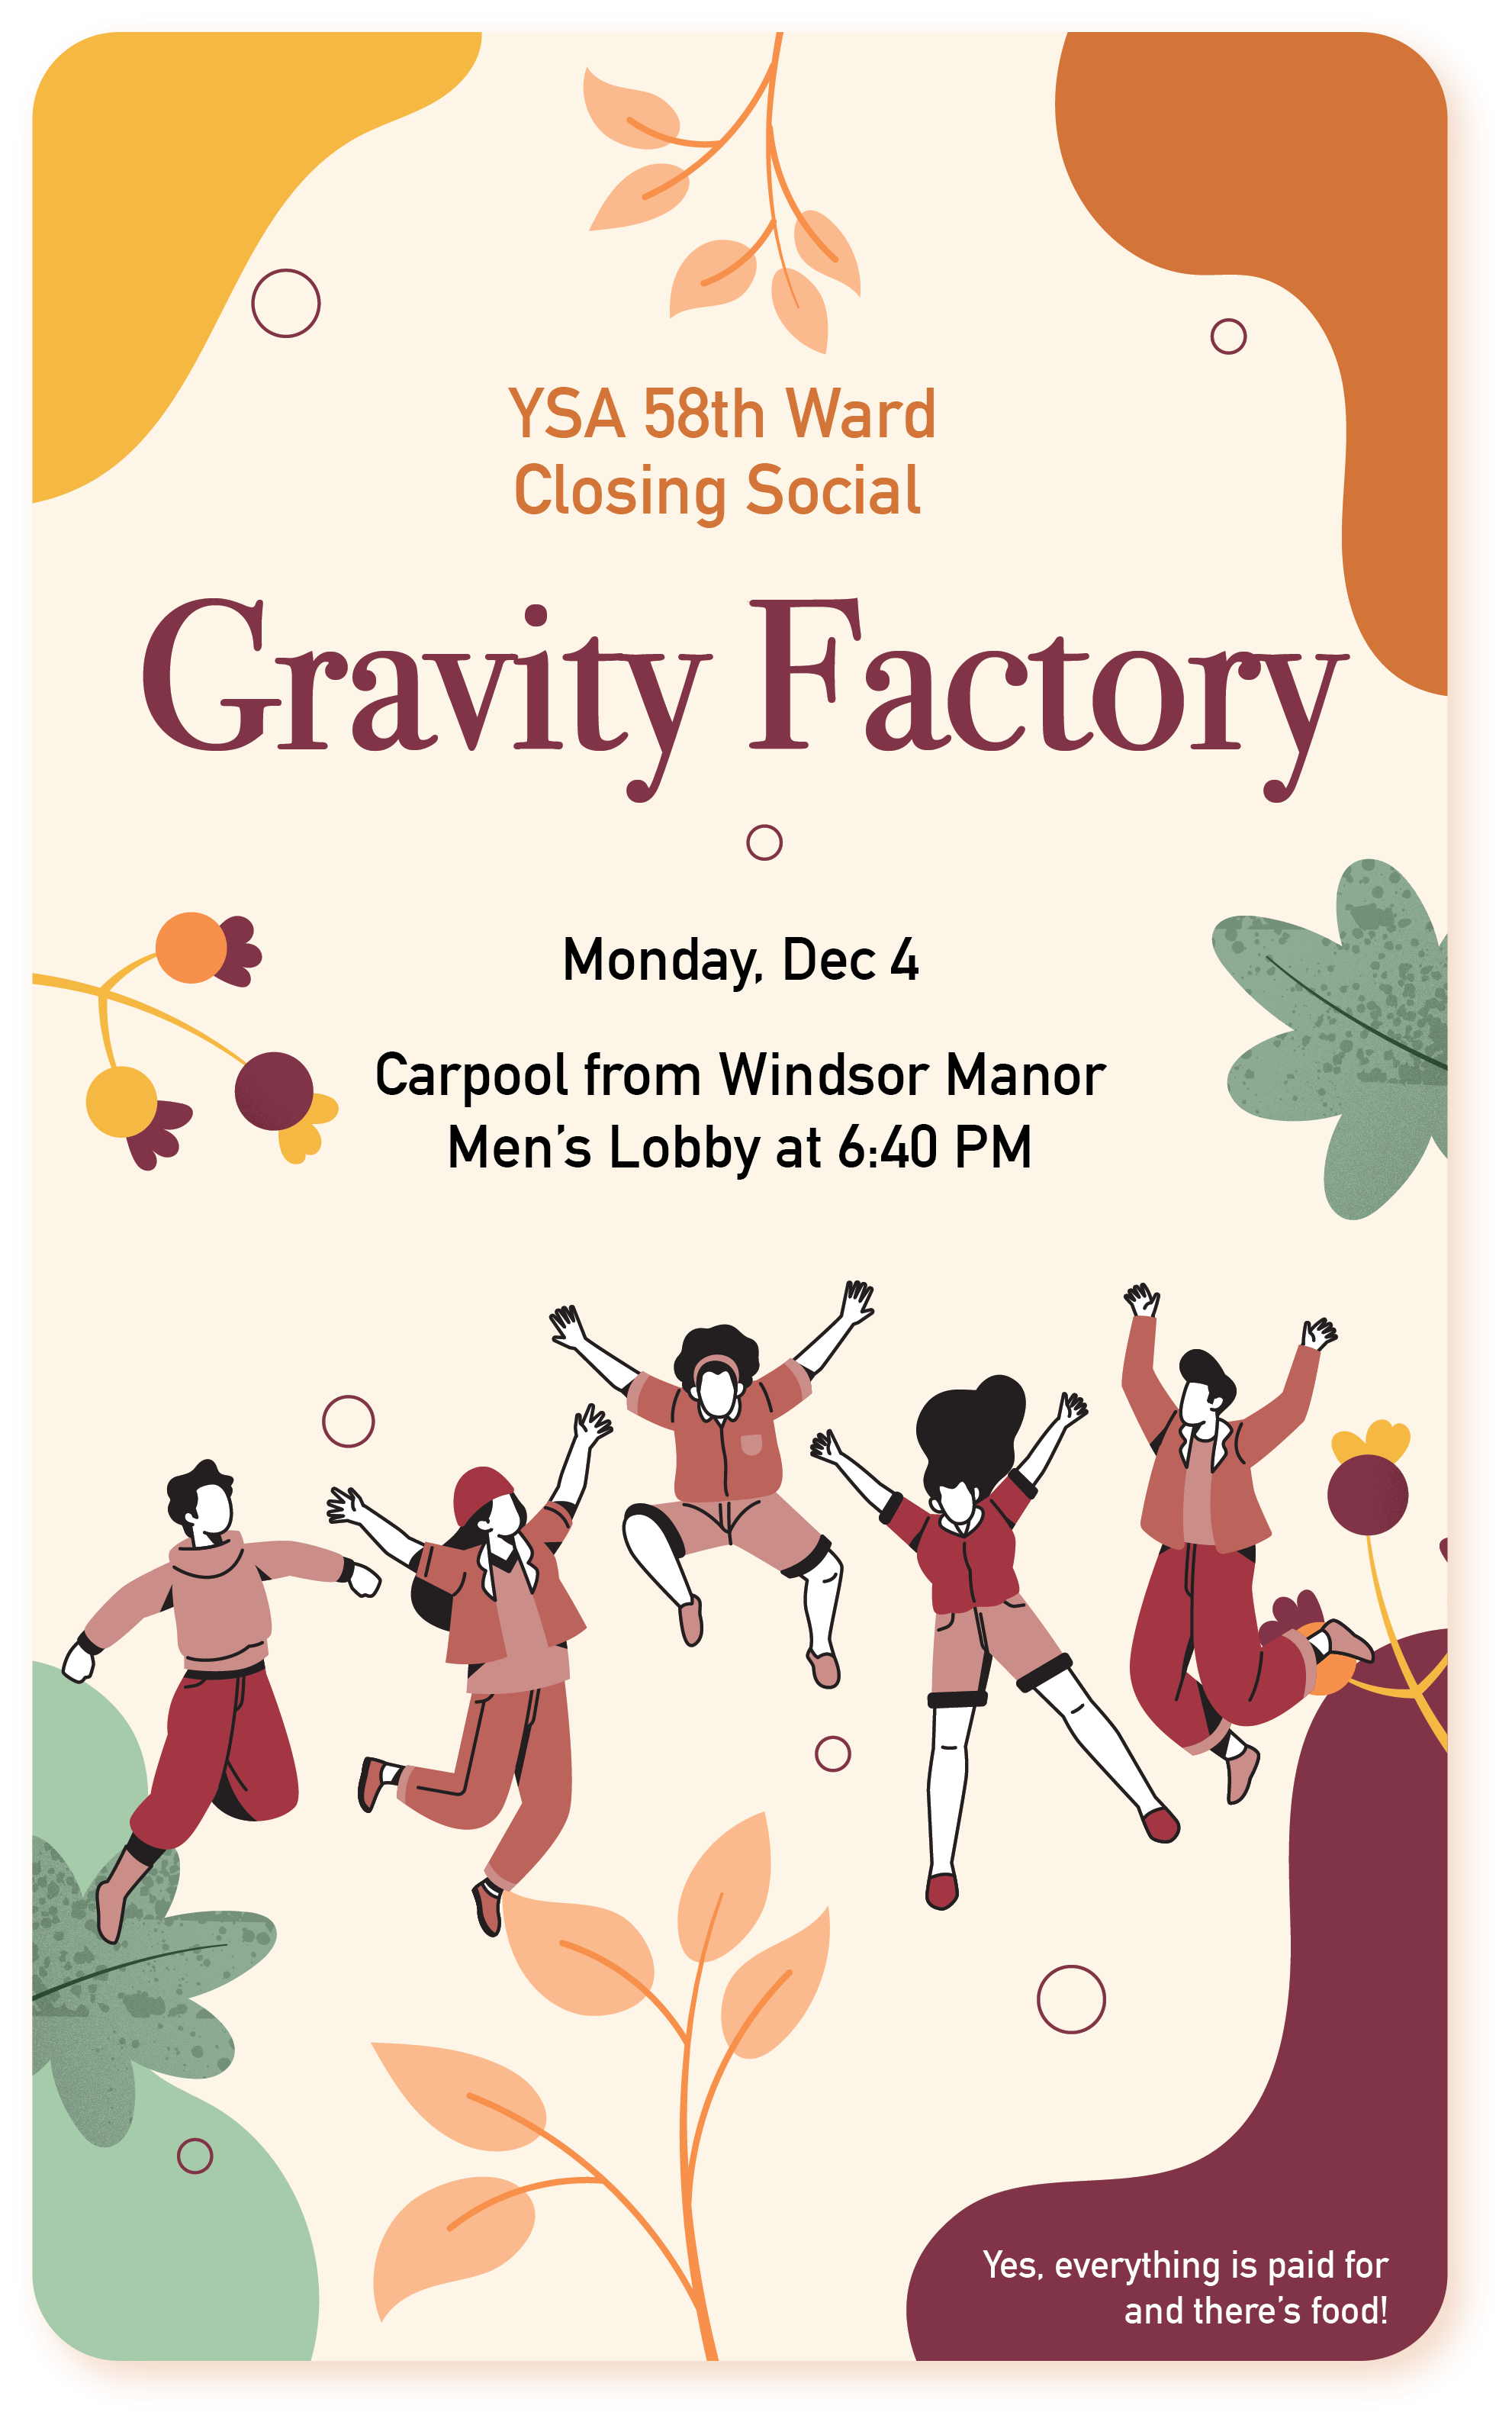 YSA 58th Ward
Closing Social
Gravity Factory
Monday, Dec 4
Carpool from Windsor Manor
Men’s Lobby at 6:40 PM
Yes, everything is paid for
and there’s food!